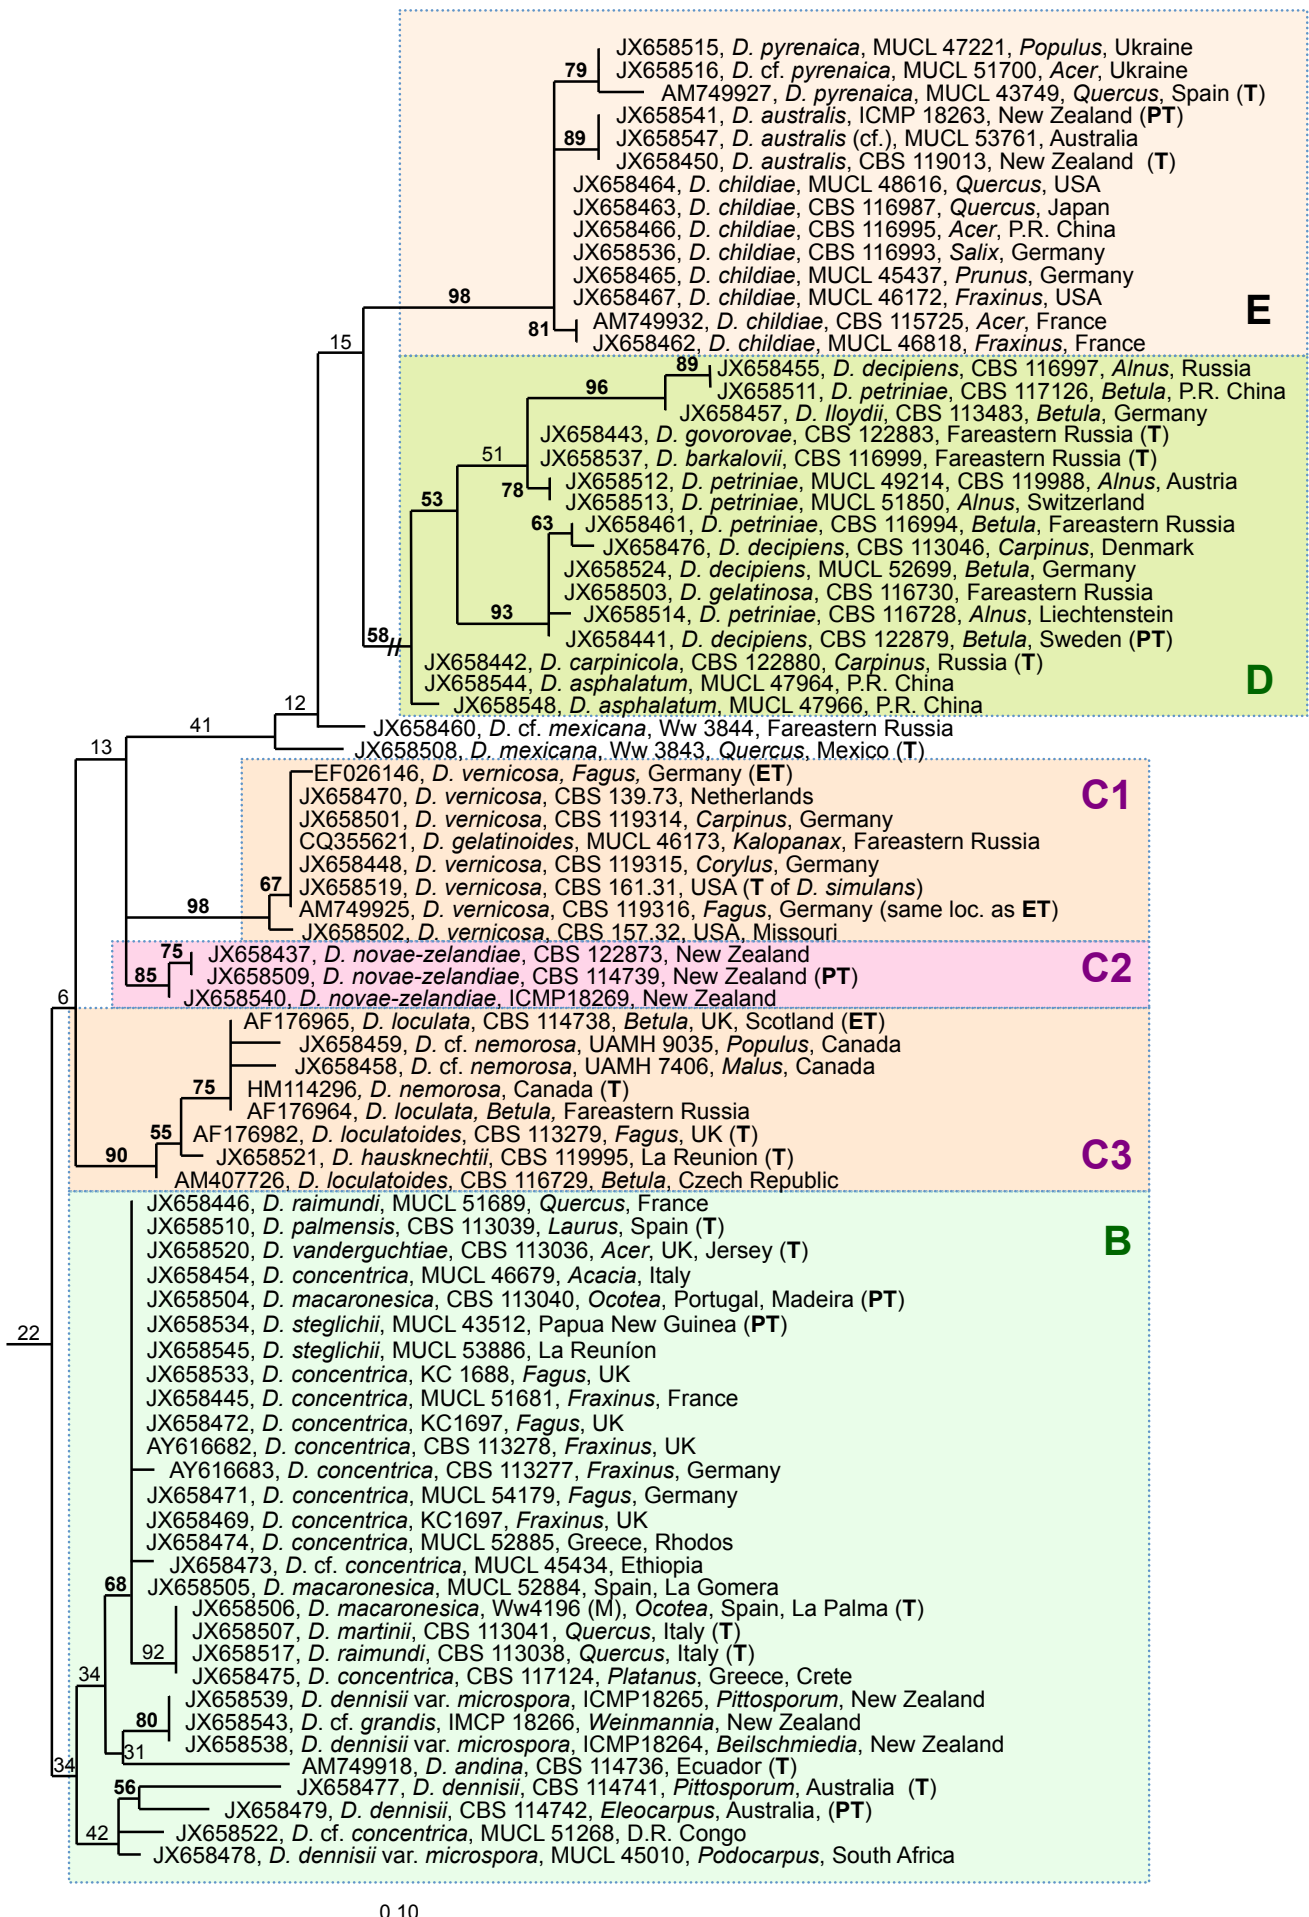 JX658515, D. pyrenaica, MUCL 47221, Populus, Ukraine
79
JX658516, D. cf. pyrenaica, MUCL 51700, Acer, Ukraine
AM749927, D. pyrenaica, MUCL 43749, Quercus, Spain (T)
JX658541, D. australis, ICMP 18263, New Zealand (PT)
89
JX658547, D. australis (cf.), MUCL 53761, Australia
JX658450, D. australis, CBS 119013, New Zealand (T)
JX658464, D. childiae, MUCL 48616, Quercus, USA
JX658463, D. childiae, CBS 116987, Quercus, Japan
JX658466, D. childiae, CBS 116995, Acer, P.R. China
JX658536, D. childiae, CBS 116993, Salix, Germany
JX658465, D. childiae, MUCL 45437, Prunus, Germany
98
JX658467, D. childiae, MUCL 46172, Fraxinus, USA
E
81
AM749932, D. childiae, CBS 115725, Acer, France
JX658462, D. childiae, MUCL 46818, Fraxinus, France
15
89
JX658455, D. decipiens, CBS 116997, Alnus, Russia
96
JX658511, D. petriniae, CBS 117126, Betula, P.R. China
JX658457, D. lloydii, CBS 113483, Betula, Germany
JX658443, D. govorovae, CBS 122883, Fareastern Russia (T)
51
JX658537, D. barkalovii, CBS 116999, Fareastern Russia (T)
78
JX658512, D. petriniae, MUCL 49214, CBS 119988, Alnus, Austria
53
JX658513, D. petriniae, MUCL 51850, Alnus, Switzerland
63
JX658461, D. petriniae, CBS 116994, Betula, Fareastern Russia
JX658476, D. decipiens, CBS 113046, Carpinus, Denmark
JX658524, D. decipiens, MUCL 52699, Betula, Germany
JX658503, D. gelatinosa, CBS 116730, Fareastern Russia
93
JX658514, D. petriniae, CBS 116728, Alnus, Liechtenstein
58
JX658441, D. decipiens, CBS 122879, Betula, Sweden (PT)
JX658442, D. carpinicola, CBS 122880, Carpinus, Russia (T)
D
JX658544, D. asphalatum, MUCL 47964, P.R. China
JX658548, D. asphalatum, MUCL 47966, P.R. China
12
JX658460, D. cf. mexicana, Ww 3844, Fareastern Russia
41
13
JX658508, D. mexicana, Ww 3843, Quercus, Mexico (T)
EF026146, D. vernicosa, Fagus, Germany (ET)
C1
JX658470, D. vernicosa, CBS 139.73, Netherlands
JX658501, D. vernicosa, CBS 119314, Carpinus, Germany
CQ355621, D. gelatinoides, MUCL 46173, Kalopanax, Fareastern Russia
JX658448, D. vernicosa, CBS 119315, Corylus, Germany
67
JX658519, D. vernicosa, CBS 161.31, USA (T of D. simulans)
98
AM749925, D. vernicosa, CBS 119316, Fagus, Germany (same loc. as ET)
JX658502, D. vernicosa, CBS 157.32, USA, Missouri
75
JX658437, D. novae-zelandiae, CBS 122873, New Zealand
C2
85
JX658509, D. novae-zelandiae, CBS 114739, New Zealand (PT)
6
JX658540, D. novae-zelandiae, ICMP18269, New Zealand
AF176965, D. loculata, CBS 114738, Betula, UK, Scotland (ET)
JX658459, D. cf. nemorosa, UAMH 9035, Populus, Canada
JX658458, D. cf. nemorosa, UAMH 7406, Malus, Canada
75
HM114296, D. nemorosa, Canada (T)
AF176964, D. loculata, Betula, Fareastern Russia
55
AF176982, D. loculatoides, CBS 113279, Fagus, UK (T)
90
JX658521, D. hausknechtii, CBS 119995, La Reunion (T)
C3
AM407726, D. loculatoides, CBS 116729, Betula, Czech Republic
JX658446, D. raimundi, MUCL 51689, Quercus, France
JX658510, D. palmensis, CBS 113039, Laurus, Spain (T)
B
JX658520, D. vanderguchtiae, CBS 113036, Acer, UK, Jersey (T)
JX658454, D. concentrica, MUCL 46679, Acacia, Italy
JX658504, D. macaronesica, CBS 113040, Ocotea, Portugal, Madeira (PT)
JX658534, D. steglichii, MUCL 43512, Papua New Guinea (PT)
22
JX658545, D. steglichii, MUCL 53886, La Reuníon
JX658533, D. concentrica, KC 1688, Fagus, UK
JX658445, D. concentrica, MUCL 51681, Fraxinus, France
JX658472, D. concentrica, KC1697, Fagus, UK
AY616682, D. concentrica, CBS 113278, Fraxinus, UK
AY616683, D. concentrica, CBS 113277, Fraxinus, Germany
JX658471, D. concentrica, MUCL 54179, Fagus, Germany
JX658469, D. concentrica, KC1697, Fraxinus, UK
JX658474, D. concentrica, MUCL 52885, Greece, Rhodos
JX658473, D. cf. concentrica, MUCL 45434, Ethiopia
68
JX658505, D. macaronesica, MUCL 52884, Spain, La Gomera
JX658506, D. macaronesica, Ww4196 (M), Ocotea, Spain, La Palma (T)
JX658507, D. martinii, CBS 113041, Quercus, Italy (T)
92
JX658517, D. raimundi, CBS 113038, Quercus, Italy (T)
34
JX658475, D. concentrica, CBS 117124, Platanus, Greece, Crete
JX658539, D. dennisii var. microspora, ICMP18265, Pittosporum, New Zealand
80
JX658543, D. cf. grandis, IMCP 18266, Weinmannia, New Zealand
JX658538, D. dennisii var. microspora, ICMP18264, Beilschmiedia, New Zealand
31
34
AM749918, D. andina, CBS 114736, Ecuador (T)
56
JX658477, D. dennisii, CBS 114741, Pittosporum, Australia (T)
JX658479, D. dennisii, CBS 114742, Eleocarpus, Australia, (PT)
42
JX658522, D. cf. concentrica, MUCL 51268, D.R. Congo
JX658478, D. dennisii var. microspora, MUCL 45010, Podocarpus, South Africa
0.10